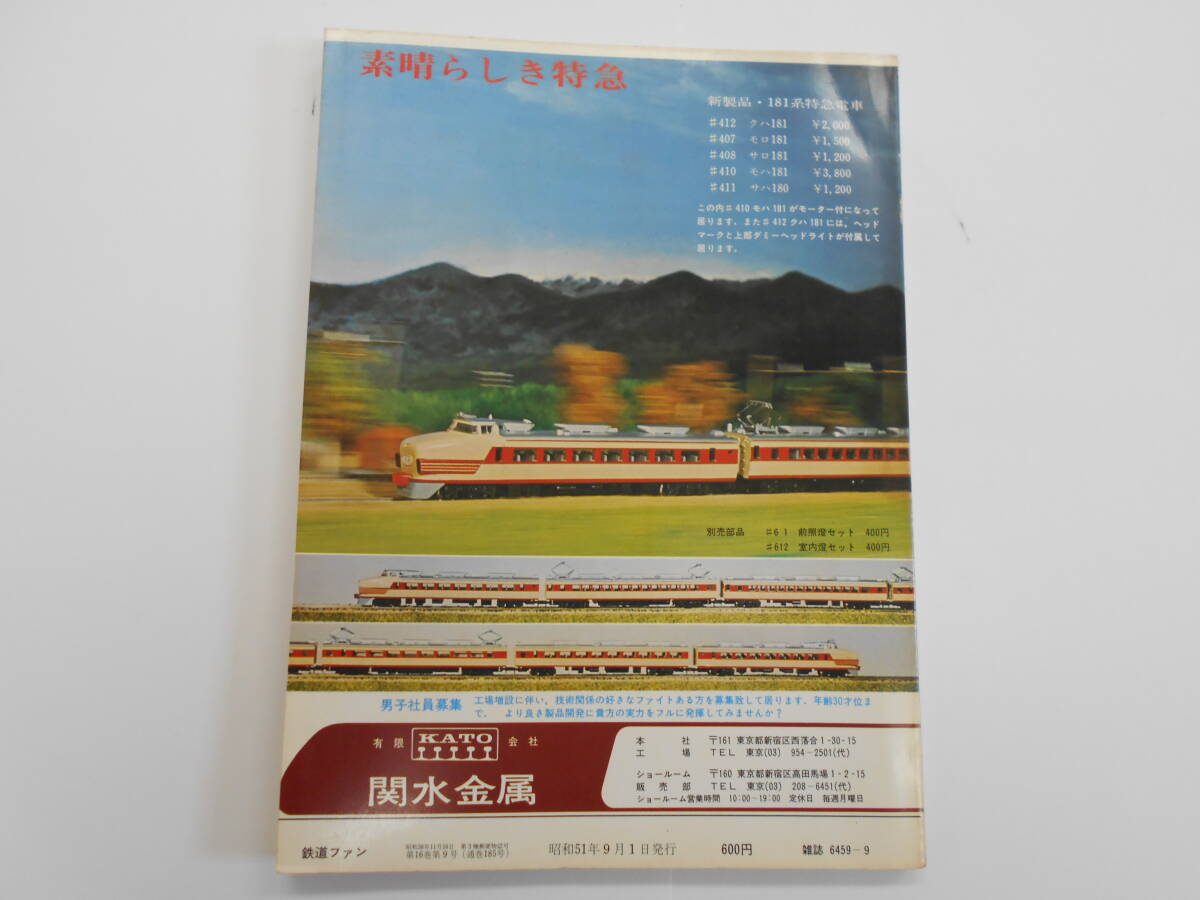 素晴らしき特急
新製品・181系特急電車
♯412 クハ181 ￥2,000
♯407 モロ181 ￥1,500
♯408 サロ181 ￥1,200
♯410 モハ181 ￥3,800
♯411 サハ180 ￥1,200
この内♯410モハ181がモーター付になって
居ります．また♯412クハ181には，ヘッド
マークと上部ダミーヘッドライトが付属して
居ります．
別売部品 ♯6 1 前照燈セット 400円
♯612 室内燈セット 400円
男子社員募集 工場増設に伴い，技術関係の好きなファイトある方を募集致して居ります．年齢30才位ま
で． より良き製品開発に貴方の実力をフルに発揮してみませんか？
有限 KATO 会社
関水金属
本社 〒161 東京都新宿区西落合1-30-15
工場 TEL 東京(03) 954-2501(代)
ショールーム 〒160 東京都新宿区高田馬場1-2-15
販売部 TEL 東京(03) 208-6451(代)
ショールーム営業時間 10:00-19:00 定休日 毎週月曜日
鉄道ファン
第3種郵便物認可
第16巻第9号（通巻185号）
昭和51年9月1日発行
600円
雑誌 6459-9